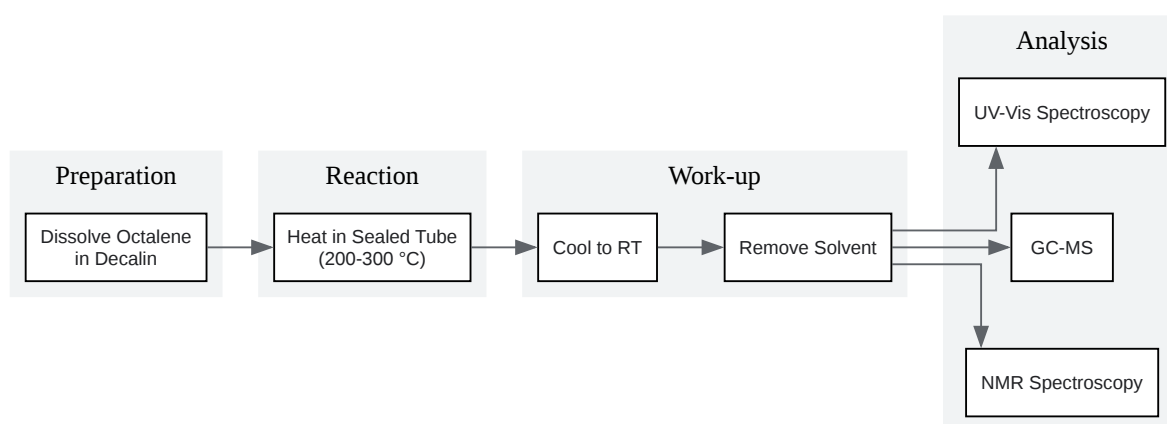 Preparation
Dissolve Octalene
in Decalin
Reaction
Heat in Sealed Tube
(200-300 °C)
Work-up
Cool to RT
Remove Solvent
Analysis
UV-Vis Spectroscopy
GC-MS
NMR Spectroscopy